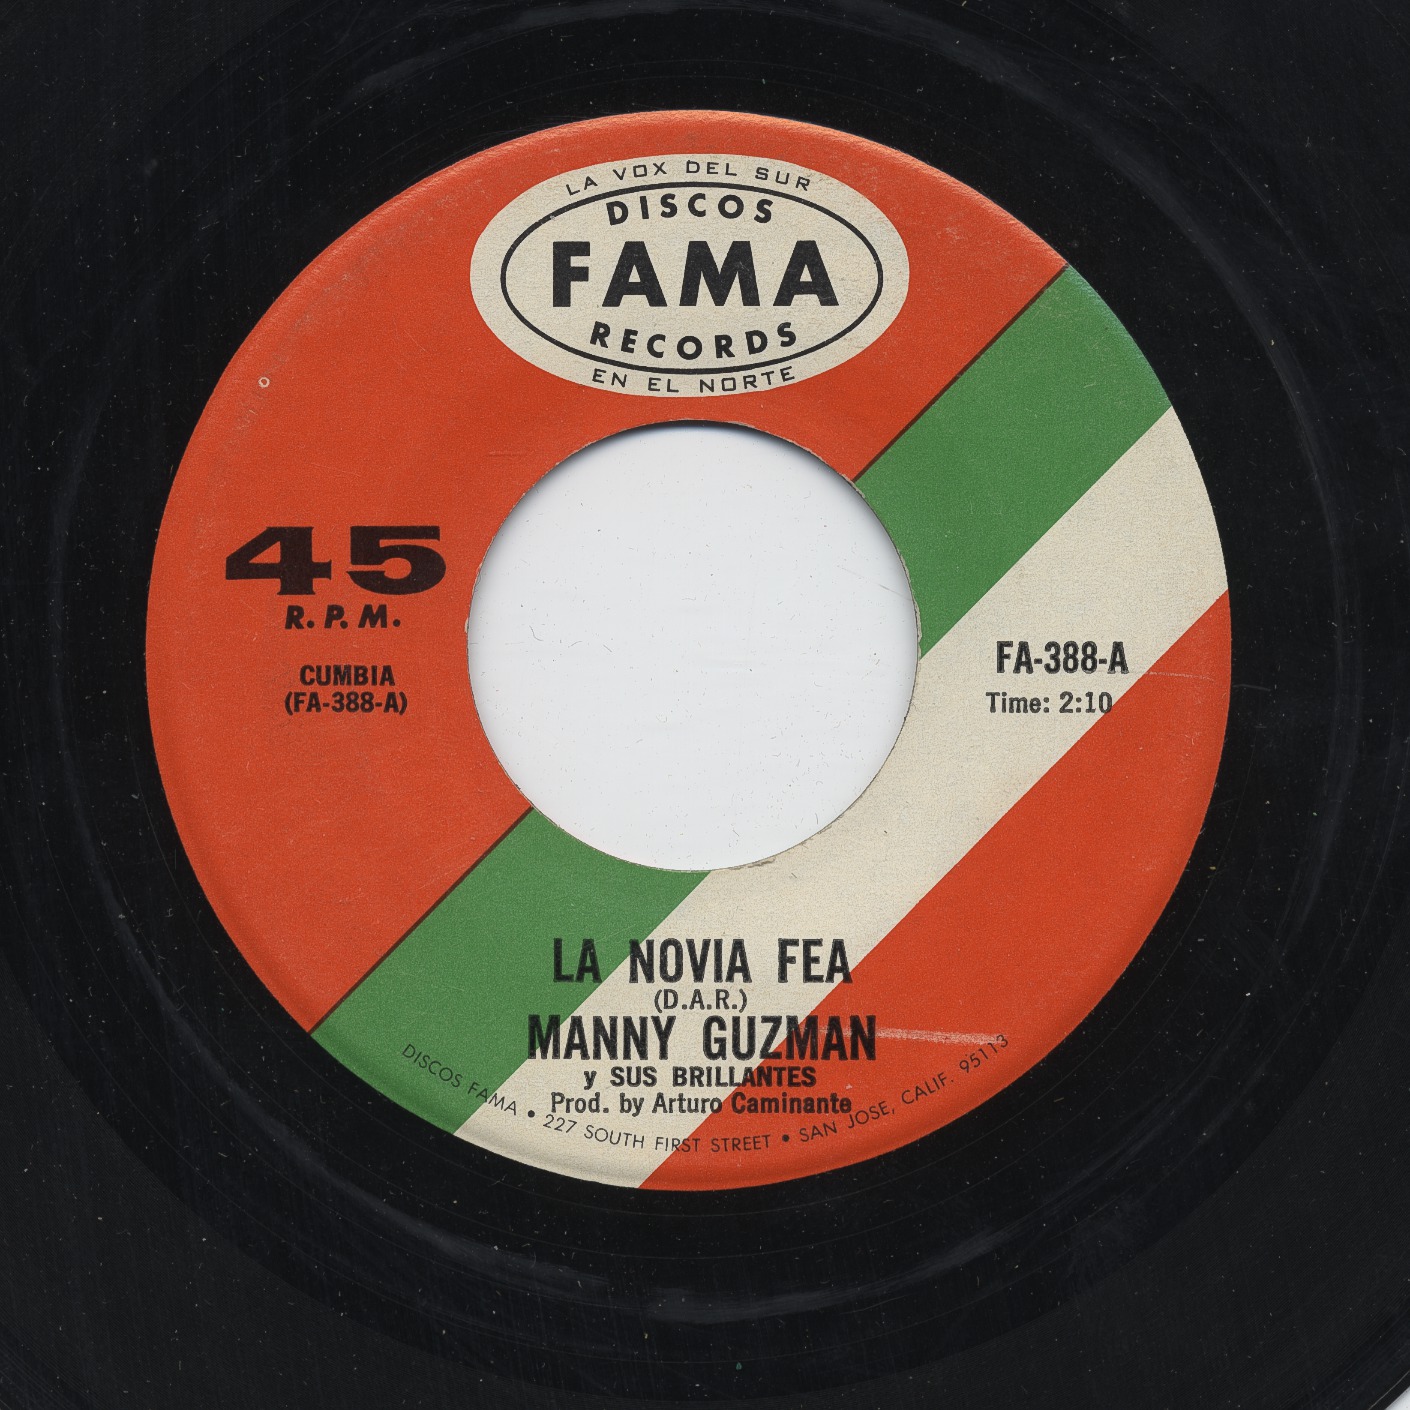 LA VOX DEL SUR
DISCOS
FAMA
RECORDS
EN EL NORTE
45
R.P.M.
CUMBIA
(FA-388-A)
FA-388-A
Time: 2:10
LA NOVIA FEA
(D.A.R.)
MANNY GUZMAN
y SUS BRILLANTES
Prod. by Arturo Caminante
DISCOS FAMA • 227 SOUTH FIRST STREET • SAN JOSE, CALIF. 95113